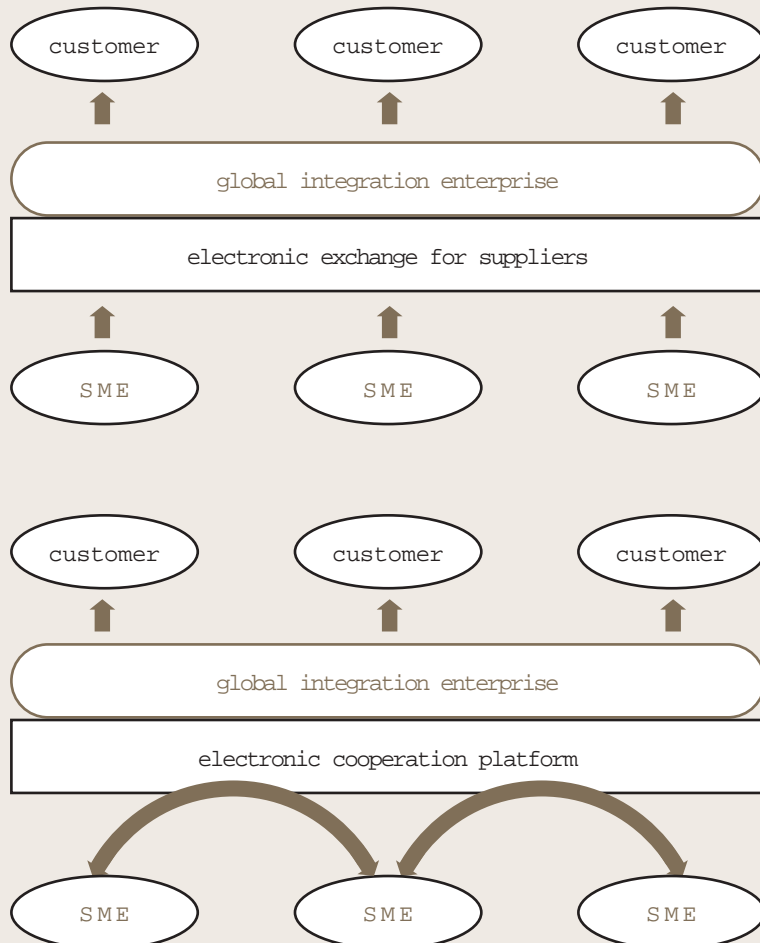 customer customer customer
global integration enterprise
electronic exchange for suppliers
SME SME SME
customer customer customer
global integration enterprise
electronic cooperation platform
SME SME SME